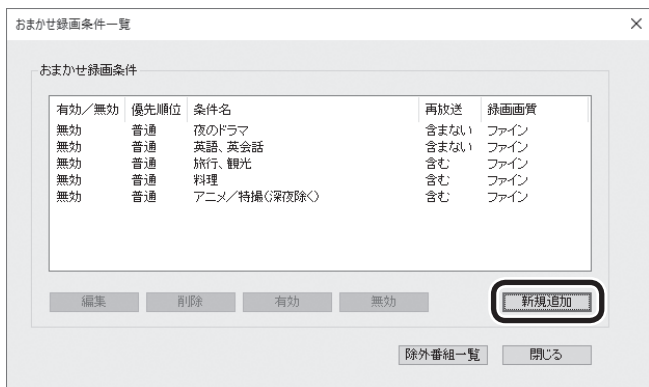 おまかせ録画条件一覧
おまかせ録画条件
有効／無効 優先順位 条件名 再放送 録画画質
無効 普通 夜のドラマ 含まない ファイン
無効 普通 英語、英会話 含まない ファイン
無効 普通 旅行、観光 含む ファイン
無効 普通 料理 含む ファイン
無効 普通 アニメ／特撮(深夜除く) 含む ファイン
編集 削除 有効 無効 新規追加
除外番組一覧 閉じる